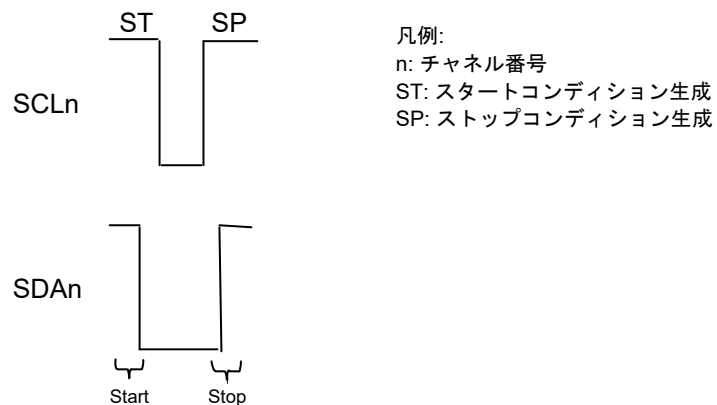 ST SP
SCLn
SDAn
Start Stop
凡例:
n: チャネル番号
ST: スタートコンディション生成
SP: ストップコンディション生成